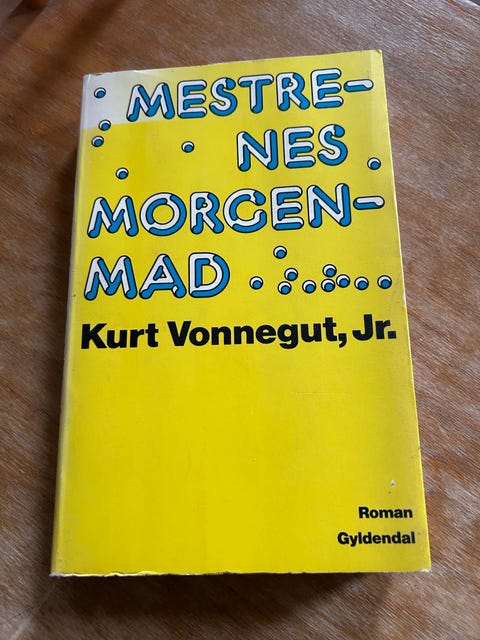 MESTRE-
NES
MORGEN-
MAD
Kurt Vonnegut, Jr.
Roman
Gyldendal